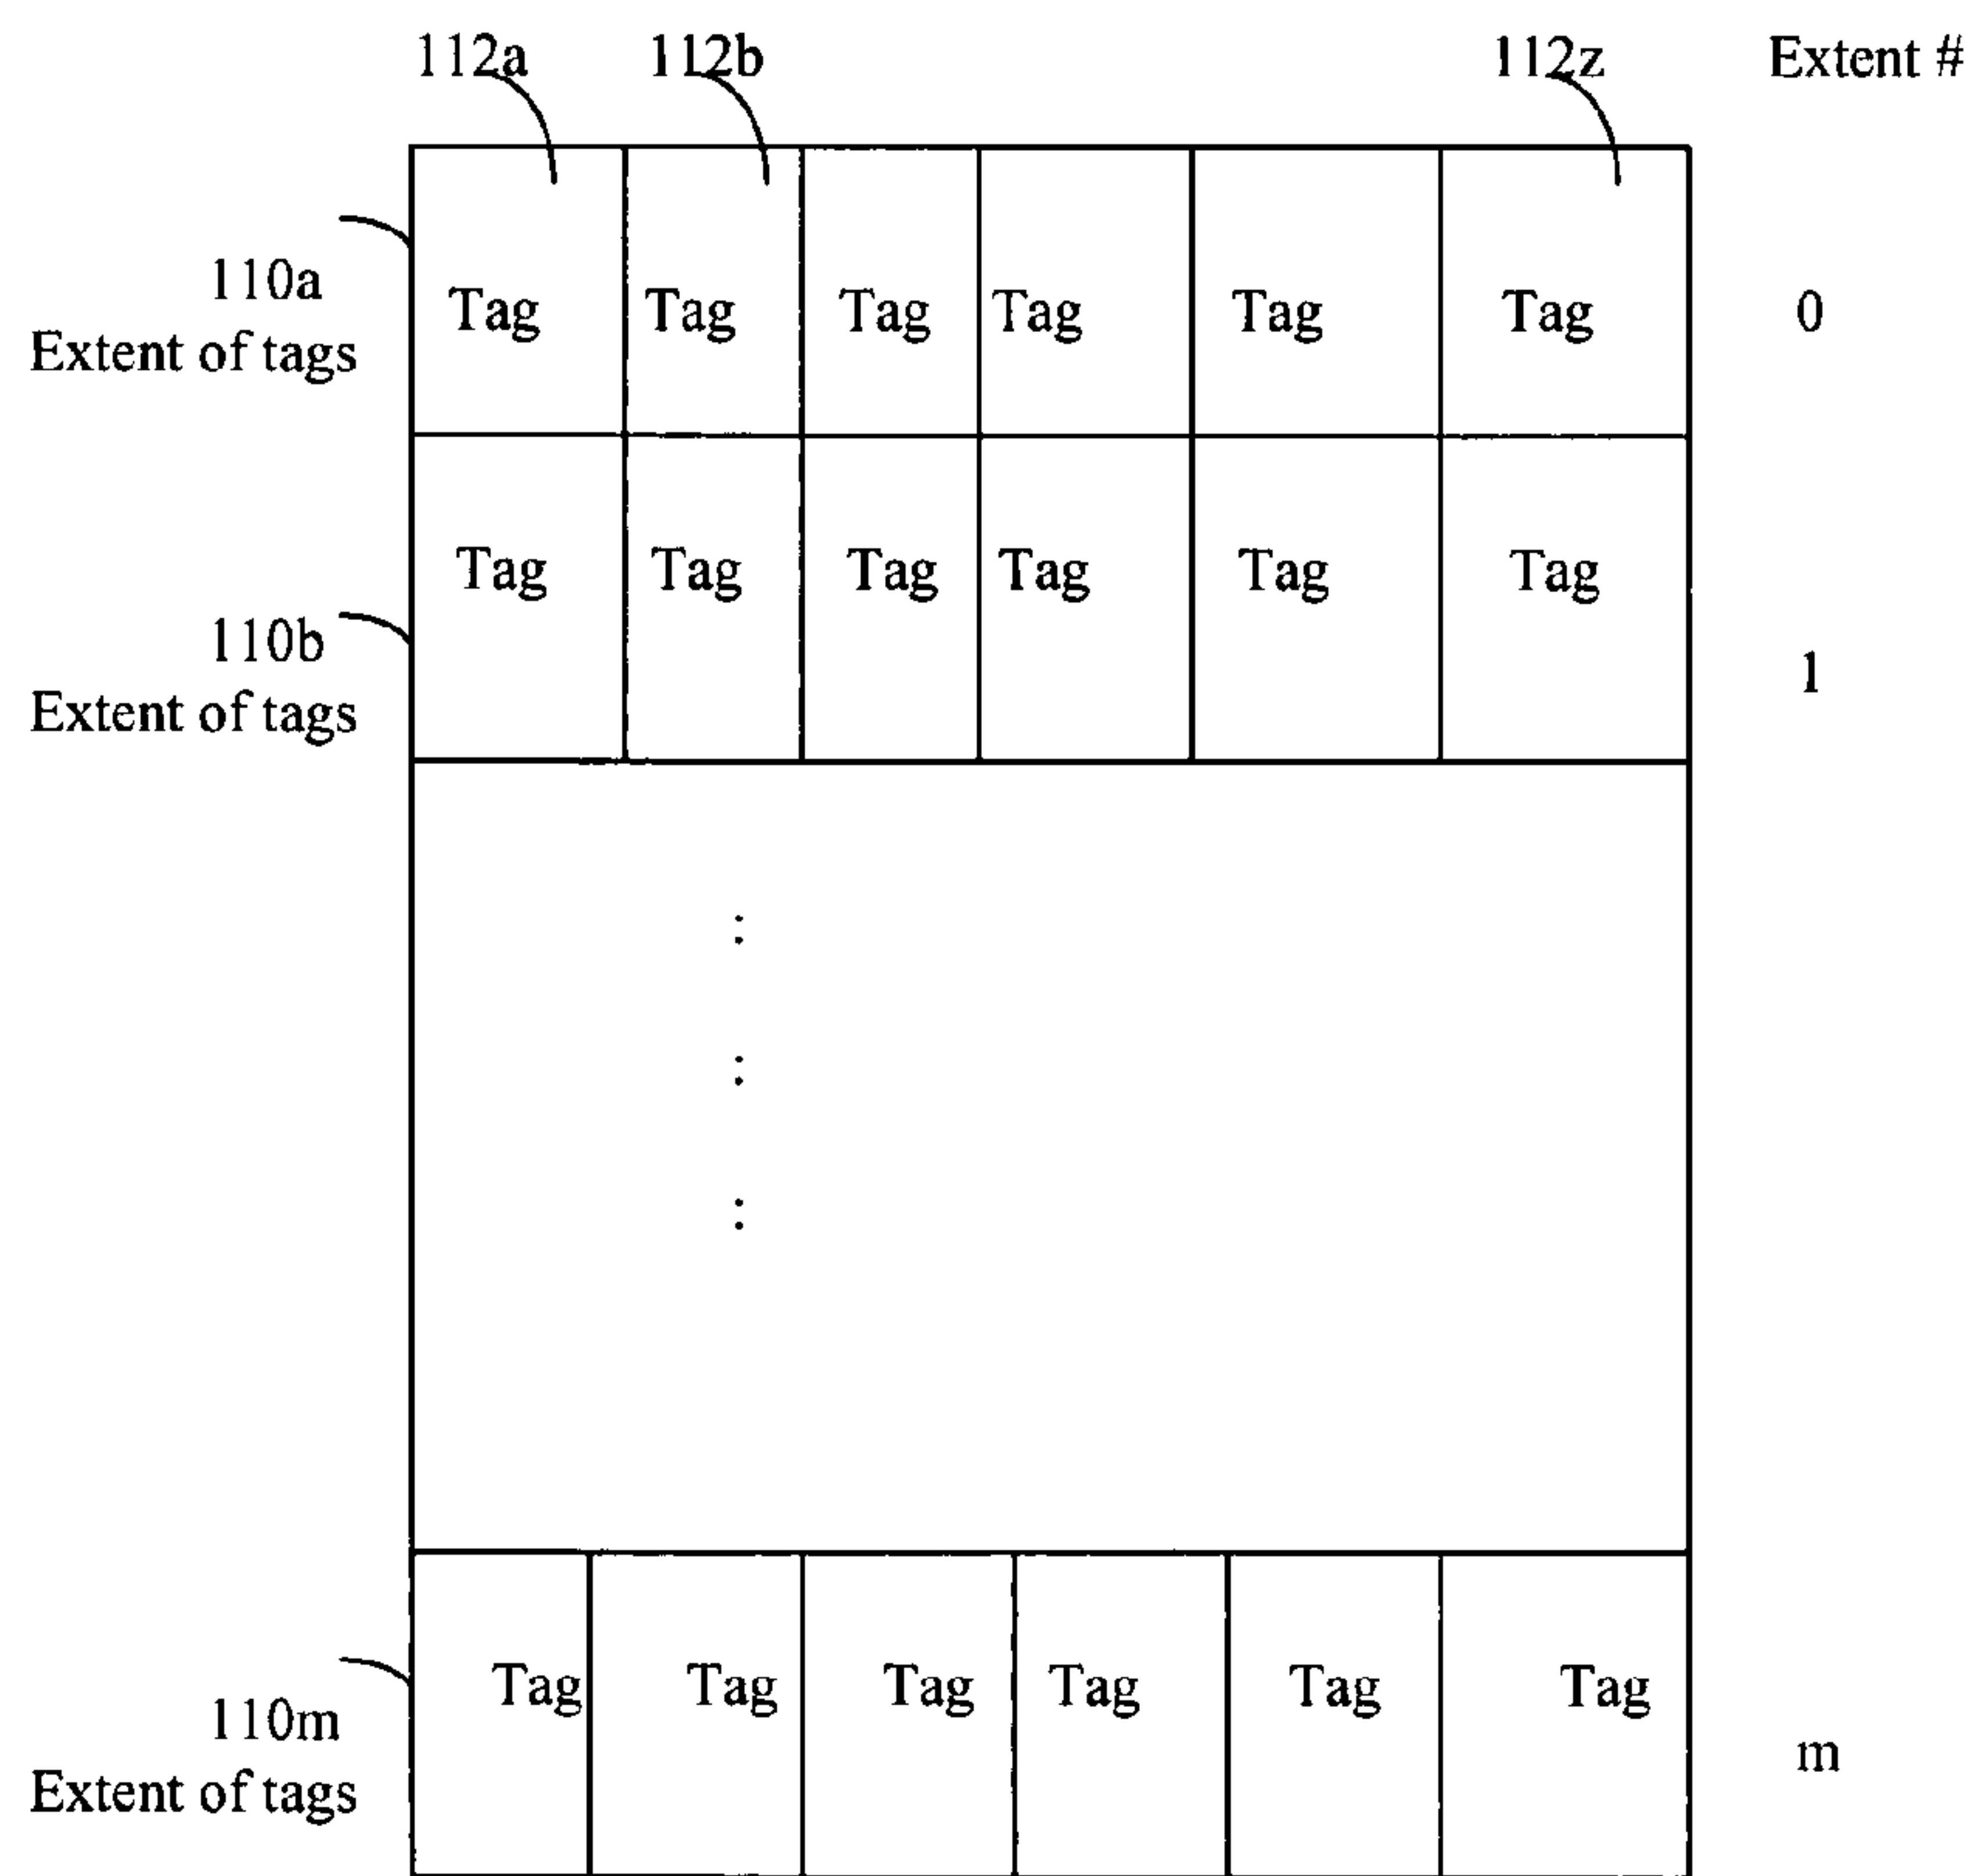 112a 112b 112z Extent #
110a
Extent of tags
Tag Tag Tag Tag Tag Tag 0
110b
Extent of tags
Tag Tag Tag Tag Tag Tag
1
:
:
:
110m
Extent of tags
Tag Tag Tag Tag Tag Tag
m